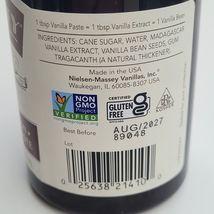 1 tbsp Vanilla Paste = 1 tbsp Vanilla Extract = 1 Vanilla Bean
INGREDIENTS: CANE SUGAR, WATER, MADAGASCAR
VANILLA EXTRACT, VANILLA BEAN SEEDS, GUM
TRAGACANTH (A NATURAL THICKENER)
Made in the USA
Nielsen-Massey Vanillas, Inc.®
Waukegan, IL 60085-8307
NON
GMO
Project
VERIFIED
nongmoproject.org
CERTIFIED
GLUTEN
FREE
Best Before
AUG/2027
89048
Lot
0 25638 21410